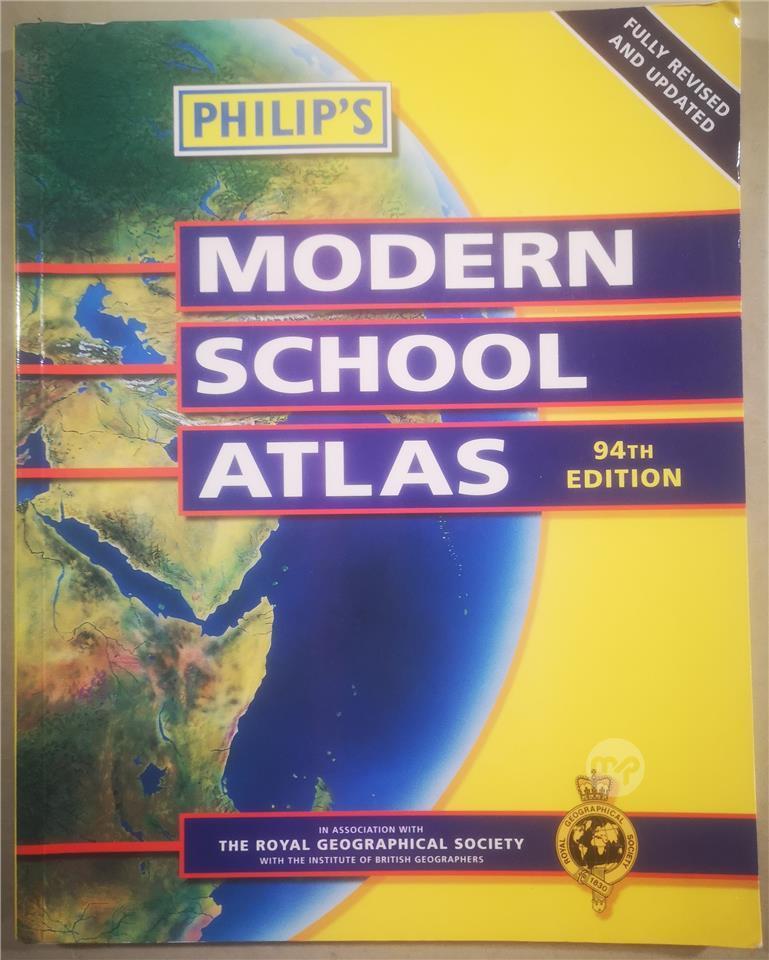 FULLY REVISED
AND UPDATED
PHILIP'S
MODERN
SCHOOL
ATLAS
94TH
EDITION
IN ASSOCIATION WITH
THE ROYAL GEOGRAPHICAL SOCIETY
WITH THE INSTITUTE OF BRITISH GEOGRAPHERS
mp
ROYAL GEOGRAPHICAL SOCIETY
1830